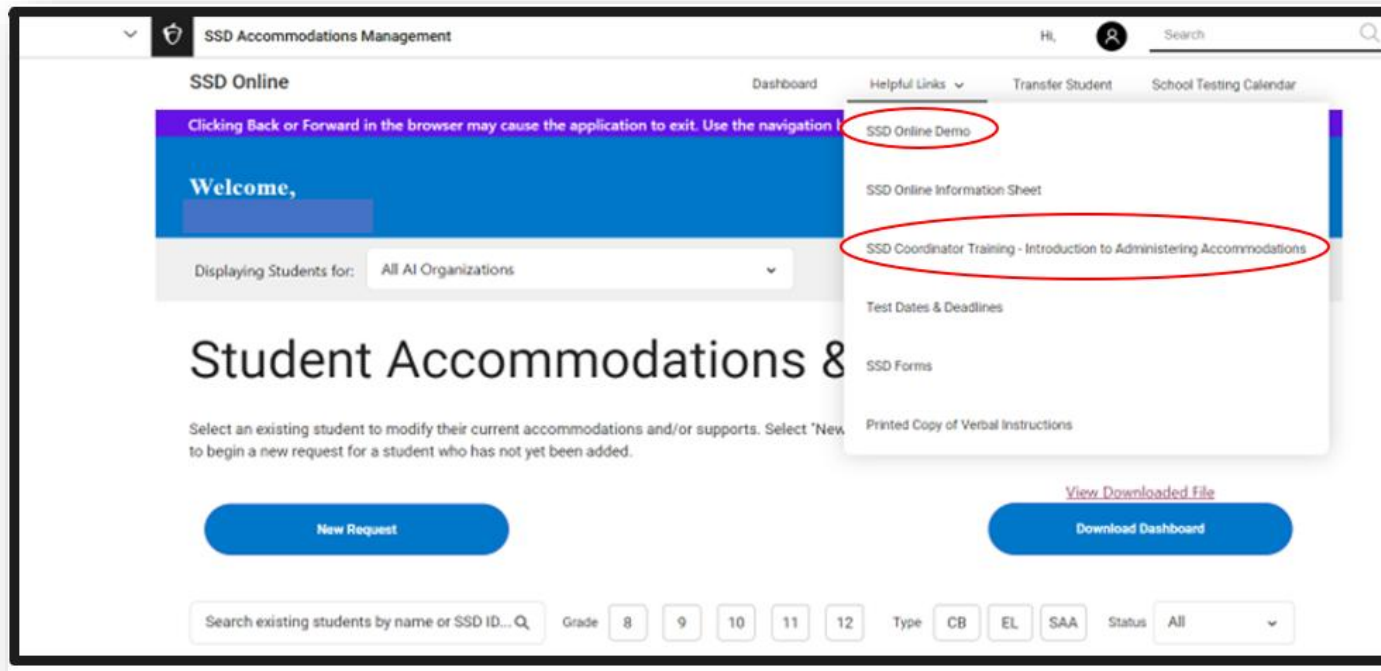 SSD Accommodations Management
Hi,
Search
SSD Online
Dashboard
Helpful Links
Transfer Student
School Testing Calendar
Clicking Back or Forward in the browser may cause the application to exit. Use the navigation
SSD Online Demo
SSD Online Information Sheet
SSD Coordinator Training - Introduction to Administering Accommodations
Test Dates & Deadlines
SSD Forms
Printed Copy of Verbal Instructions
Welcome,
Displaying Students for:
All AI Organizations
Student Accommodations &
Select an existing student to modify their current accommodations and/or supports. Select "New
to begin a new request for a student who has not yet been added.
View Downloaded File
New Request
Download Dashboard
Search existing students by name or SSD ID...
Grade 8 9 10 11 12
Type CB EL SAA
Status All